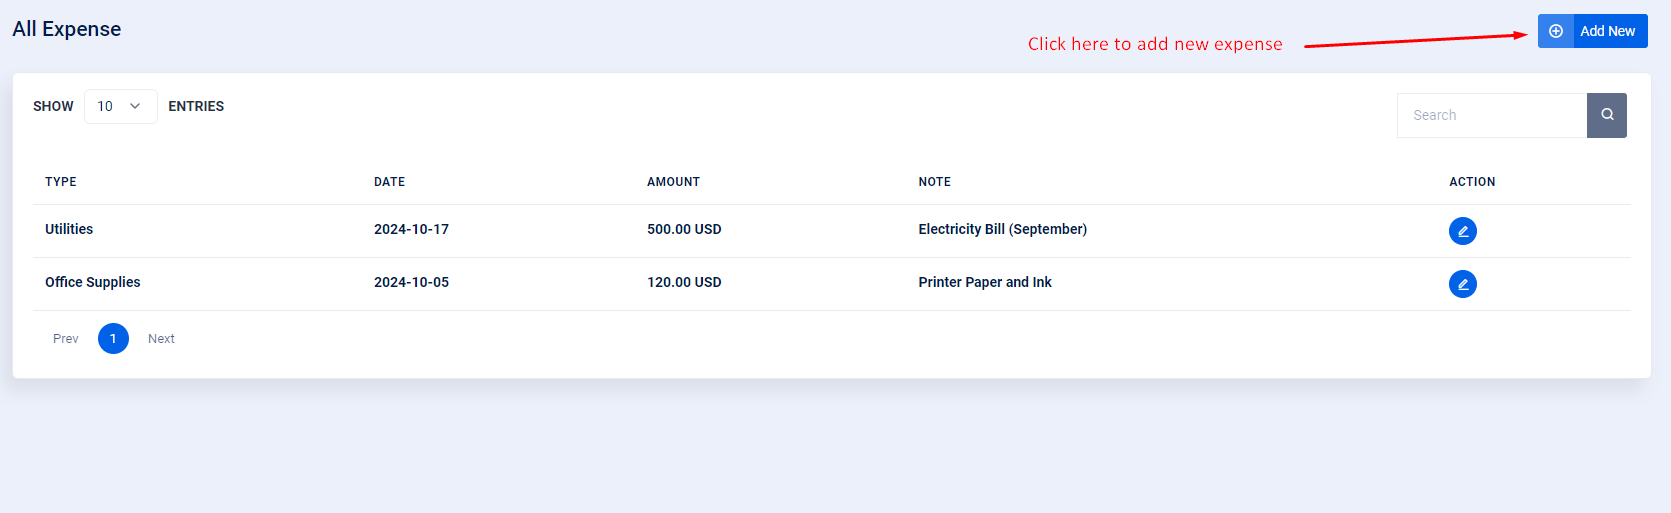 All Expense
Click here to add new expense
Add New
SHOW 10 ENTRIES
Search
TYPE DATE AMOUNT NOTE ACTION
Utilities 2024-10-17 500.00 USD Electricity Bill (September)
Office Supplies 2024-10-05 120.00 USD Printer Paper and Ink
Prev 1 Next